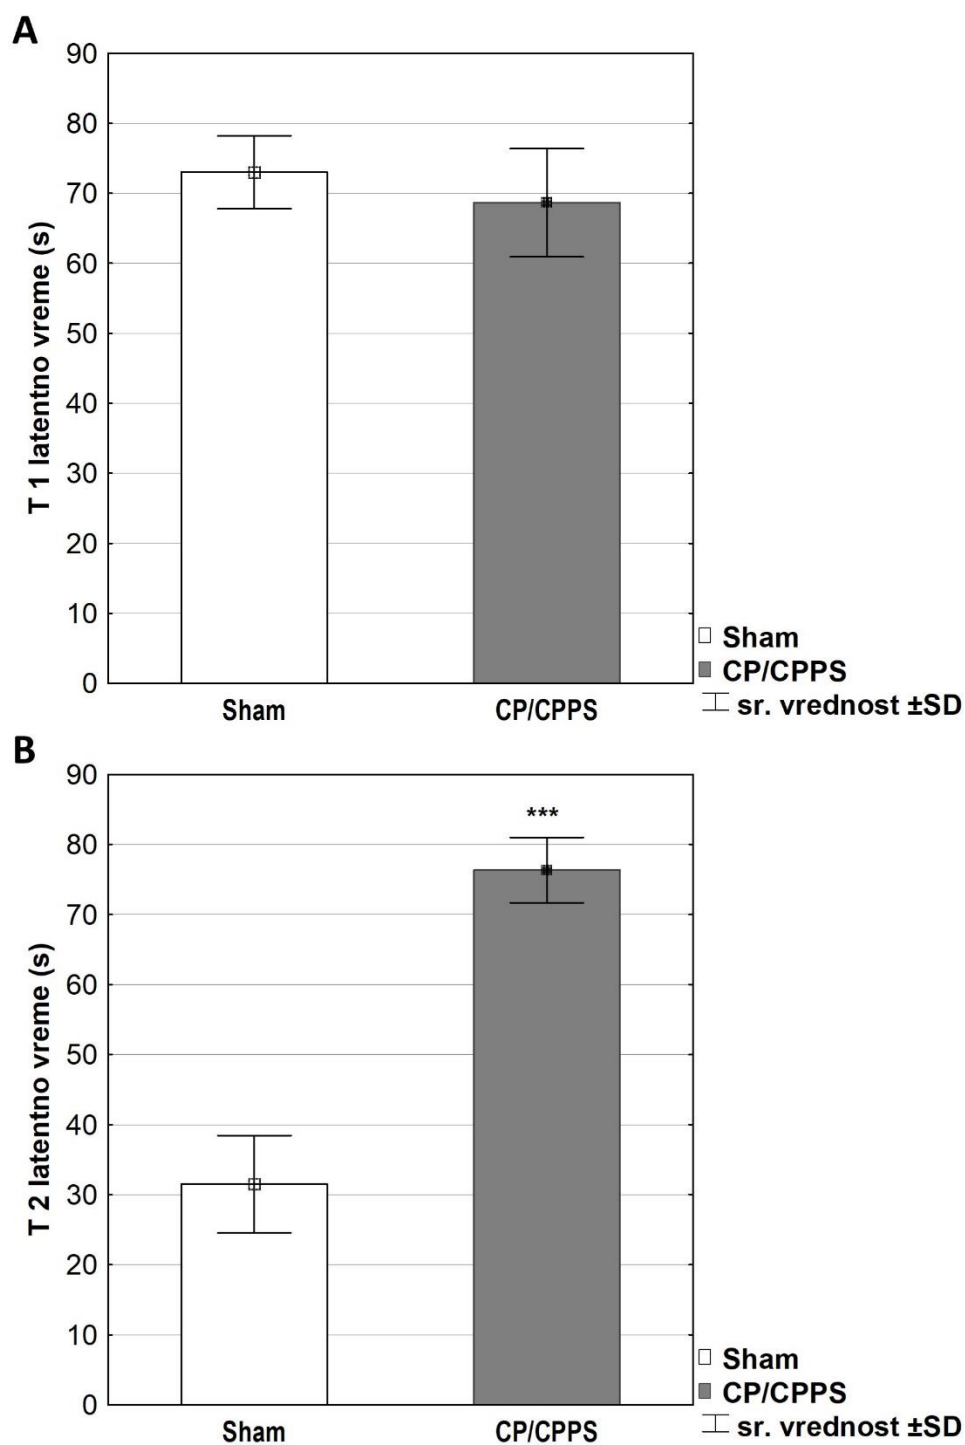 A
90
80
70
60
50
40
30
20
10
0
T 1 latentno vreme (s)
Sham
CP/CPPS
Sham
CP/CPPS
sr. vrednost ±SD
B
90
80
70
60
50
40
30
20
10
0
T 2 latentno vreme (s)
***
Sham
CP/CPPS
Sham
CP/CPPS
sr. vrednost ±SD